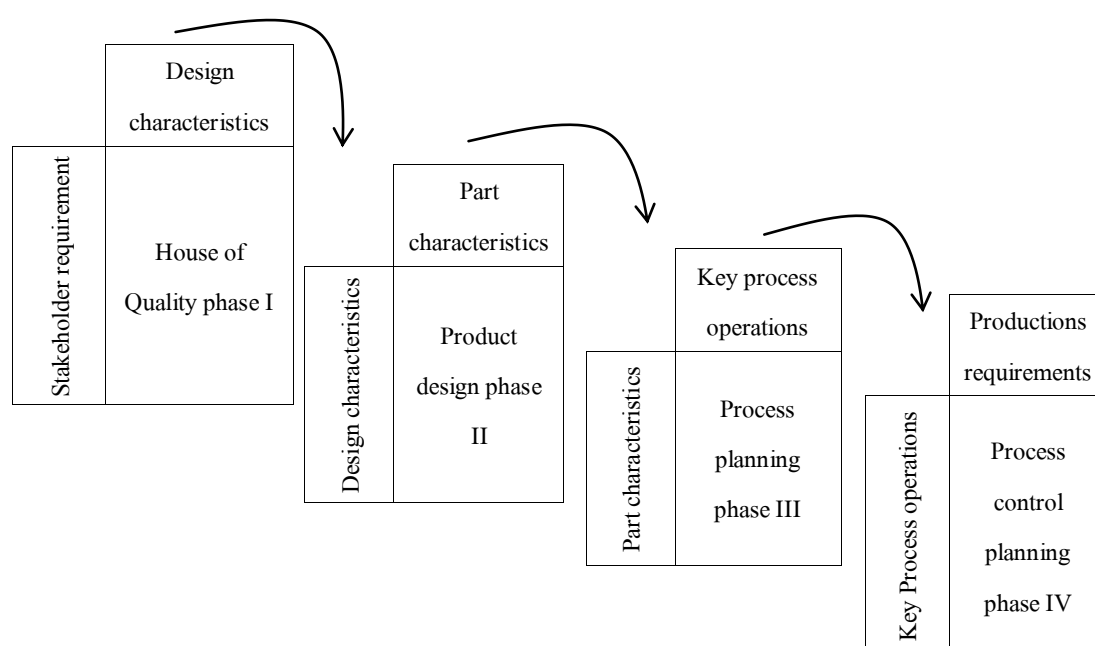 Design
characteristics
Stakeholder requirement
House of
Quality phase I
Part
characteristics
Design characteristics
Product
design phase
II
Key process
operations
Part characteristics
Process
planning
phase III
Productions
requirements
Key Process operations
Process
control
planning
phase IV